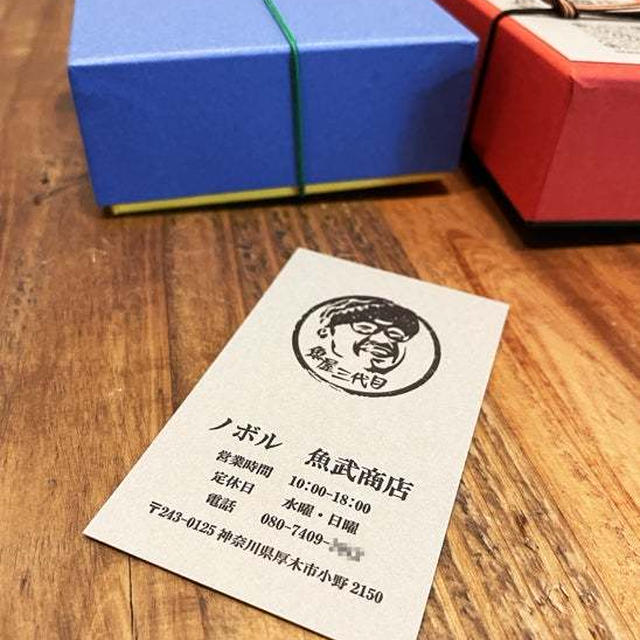 魚屋三代目
ノボル 魚武商店
営業時間 10:00-18:00
定休日 水曜・日曜
電話 080-7409-
〒243-0125 神奈川県厚木市小野 2150